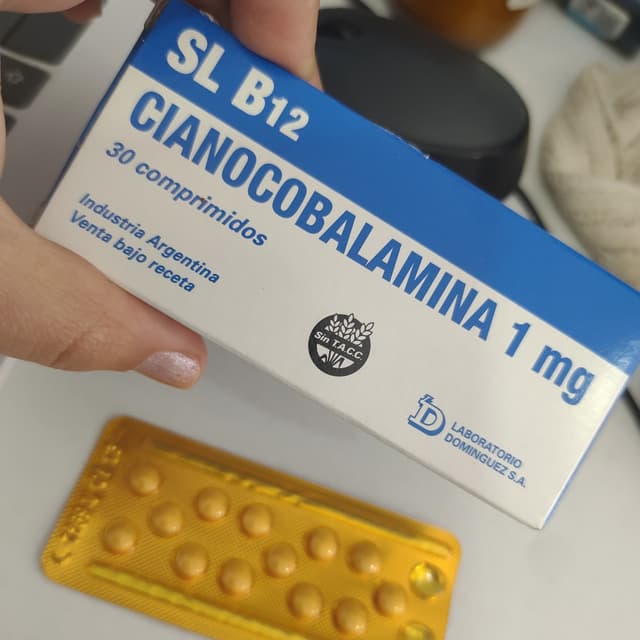 SL B12
CIANOCOBALAMINA 1 mg
30 comprimidos
Industria Argentina
Venta bajo receta
Sin T.A.C.C.
LABORATORIO
DOMINGUEZ S.A.